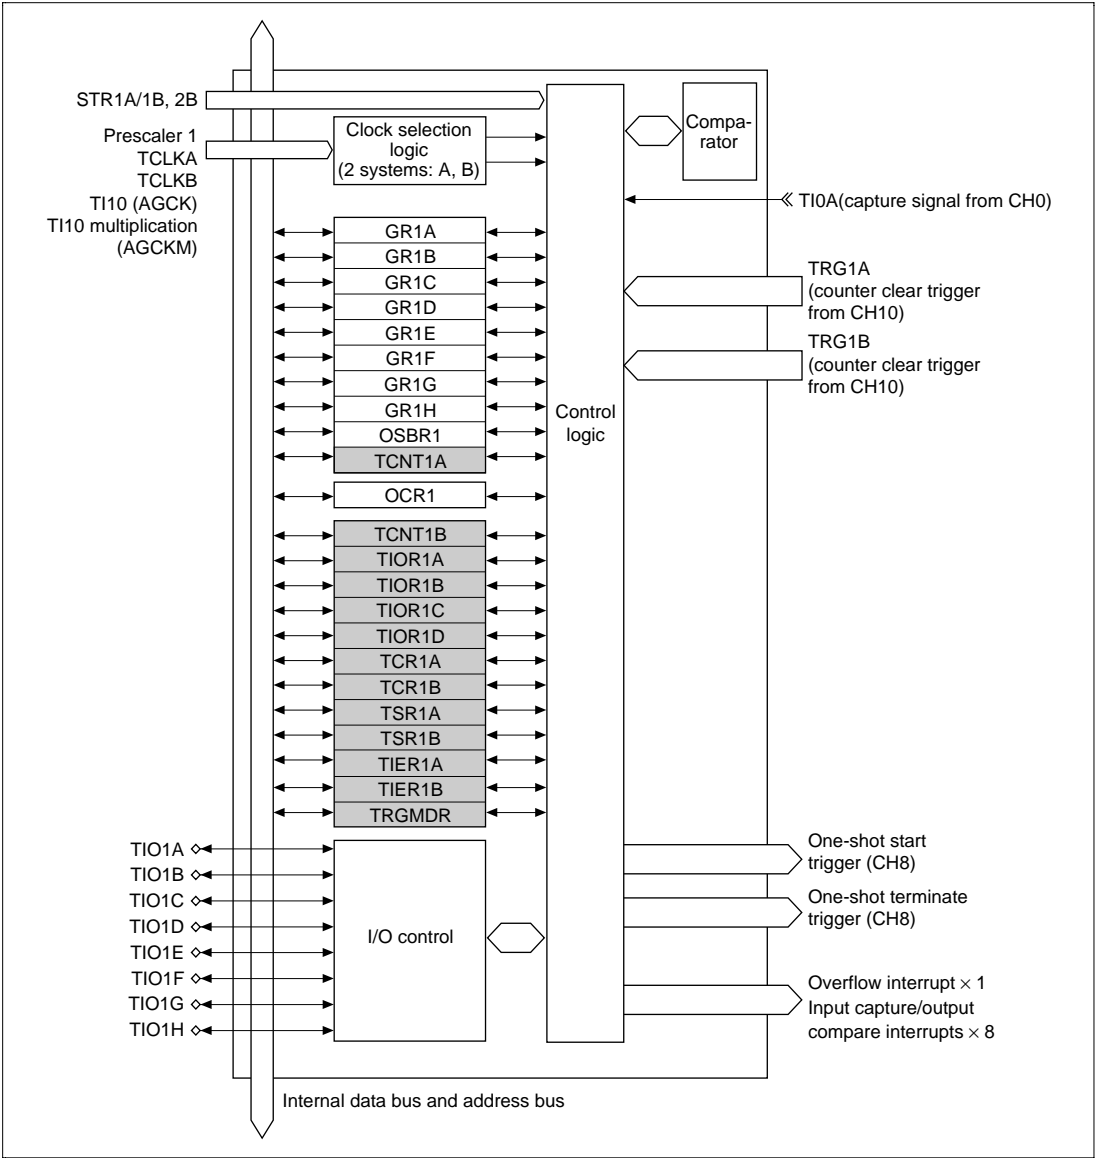 STR1A/1B, 2B
Prescaler 1
TCLKA
TCLKB
TI10 (AGCK)
TI10 multiplication
(AGCKM)
Clock selection
logic
(2 systems: A, B)
Compa-
rator
TI0A(capture signal from CH0)
TRG1A
(counter clear trigger
from CH10)
TRG1B
(counter clear trigger
from CH10)
GR1A
GR1B
GR1C
GR1D
GR1E
GR1F
GR1G
GR1H
OSBR1
TCNT1A
OCR1
TCNT1B
TIOR1A
TIOR1B
TIOR1C
TIOR1D
TCR1A
TCR1B
TSR1A
TSR1B
TIER1A
TIER1B
TRGMDR
Control
logic
TIO1A
TIO1B
TIO1C
TIO1D
TIO1E
TIO1F
TIO1G
TIO1H
I/O control
One-shot start
trigger (CH8)
One-shot terminate
trigger (CH8)
Overflow interrupt × 1
Input capture/output
compare interrupts × 8
Internal data bus and address bus